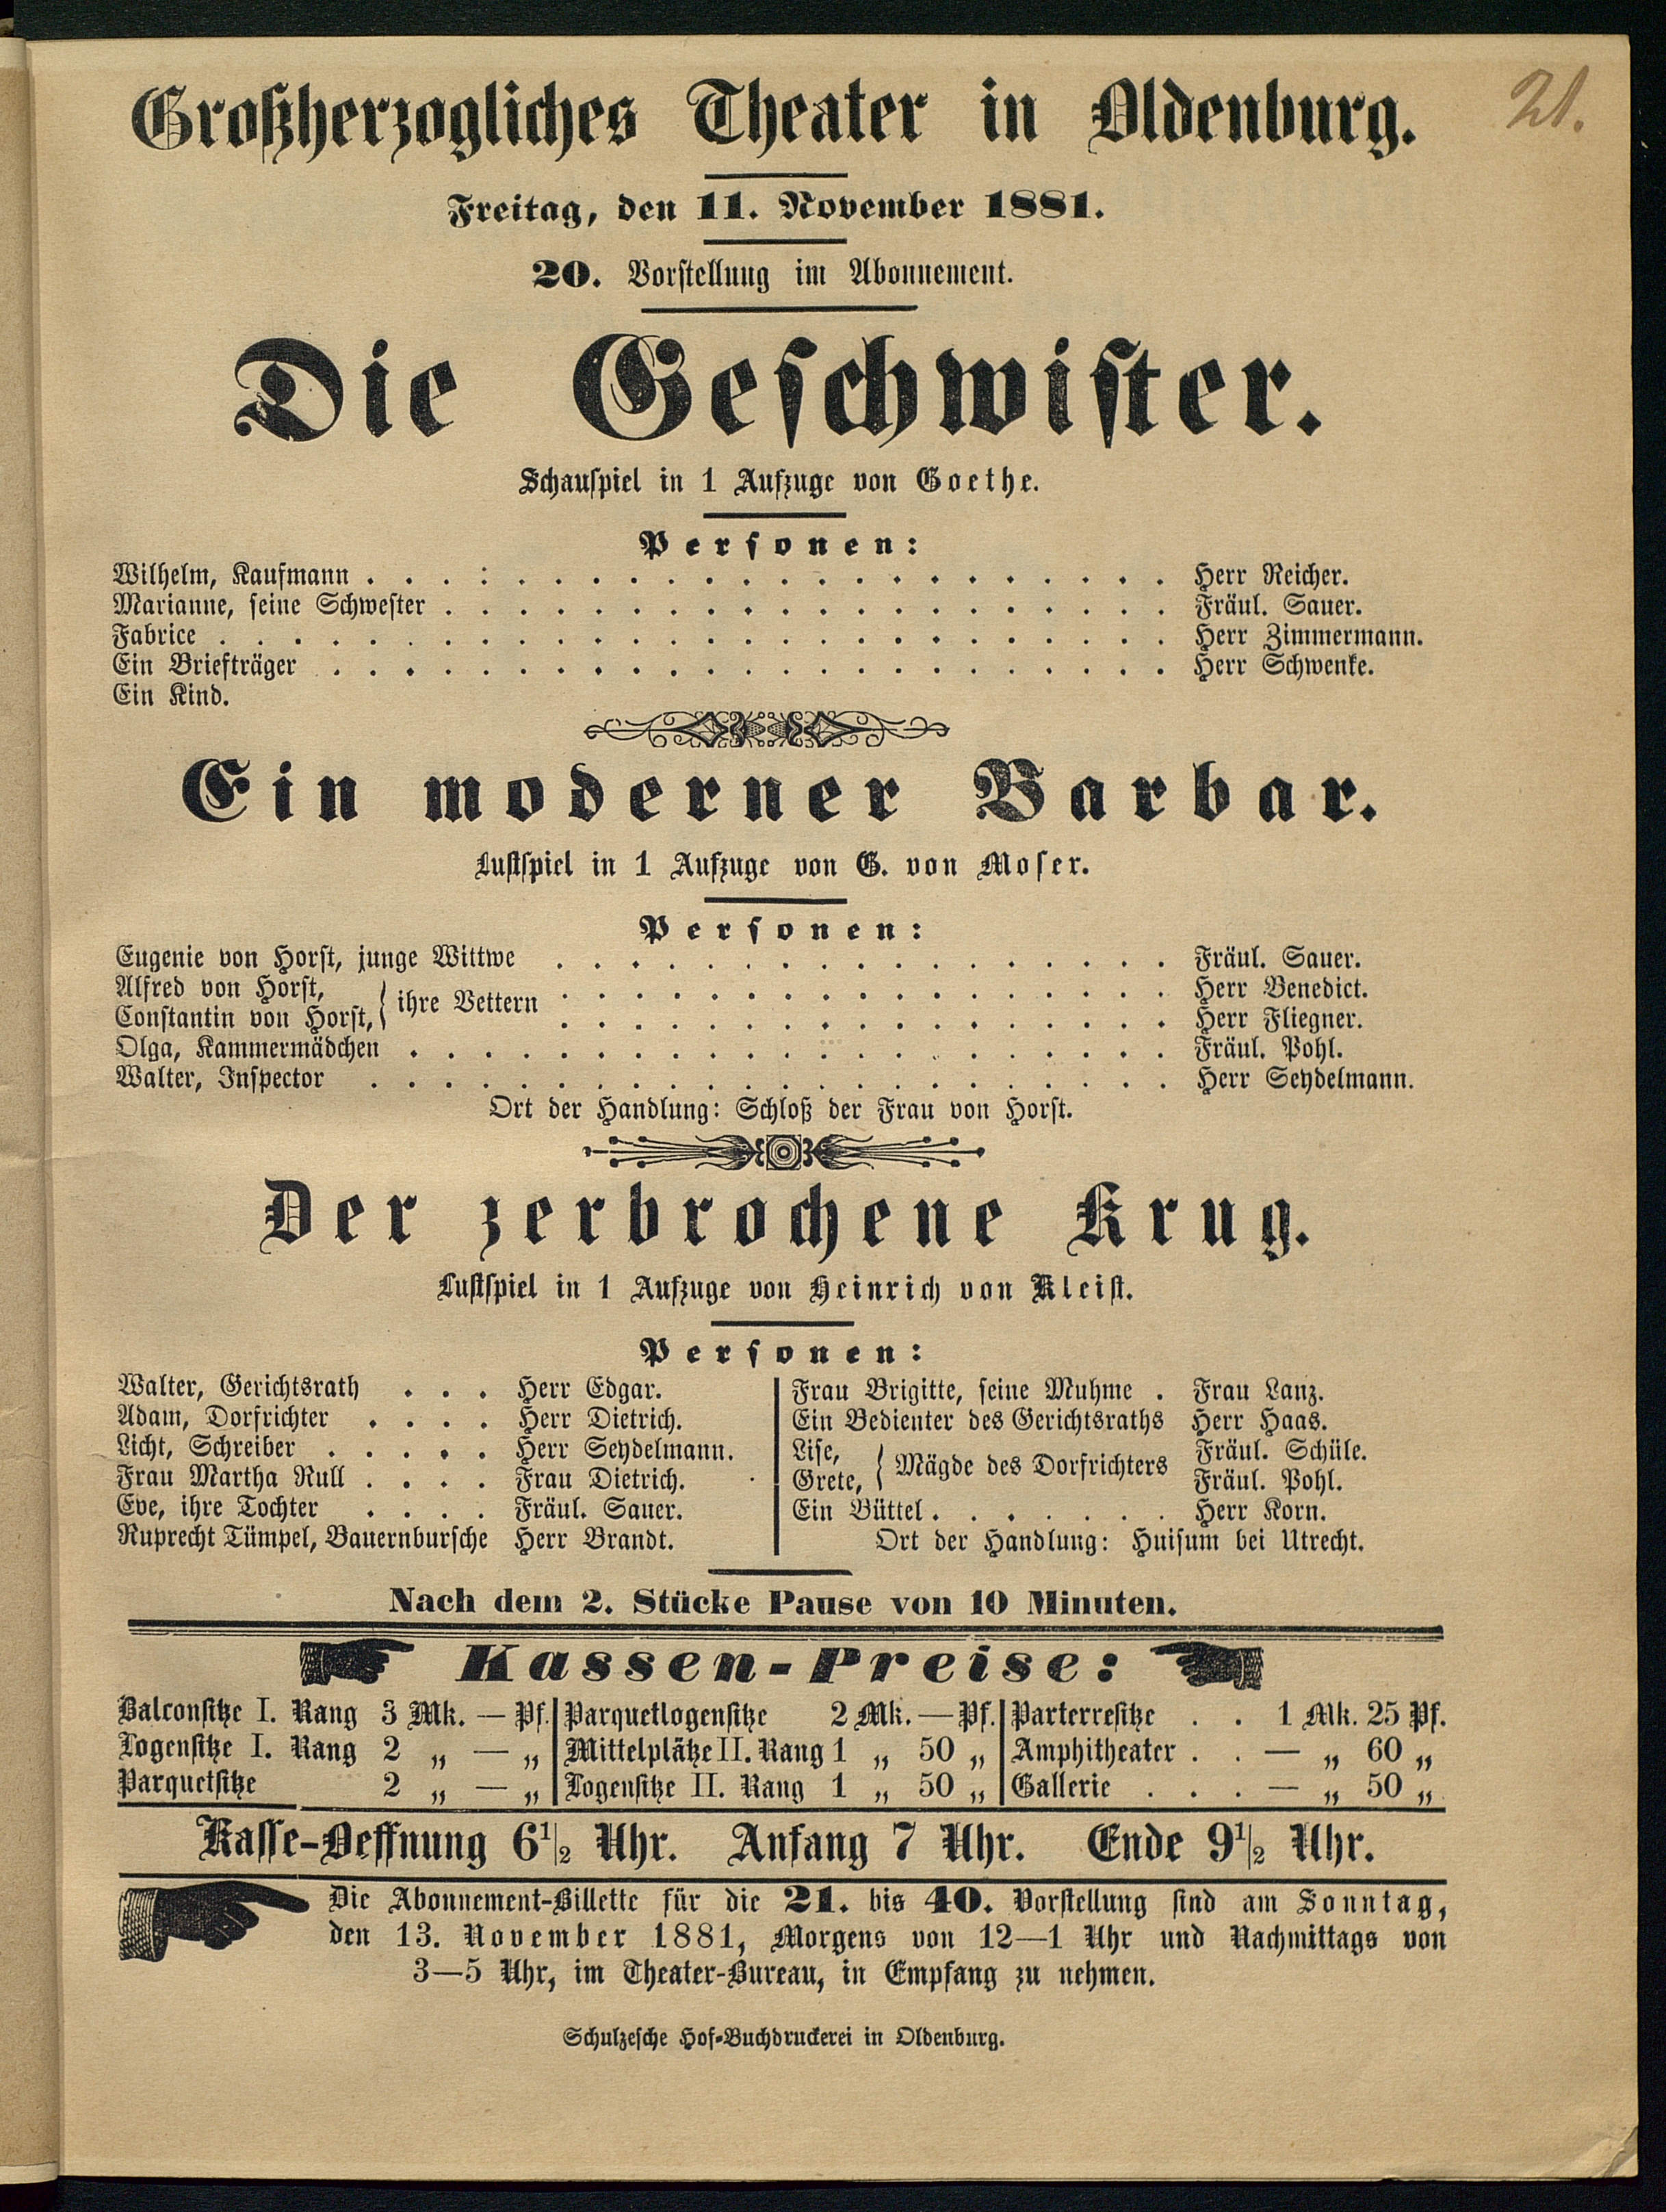 Großherzogliches Theater in Oldenburg.
21.
Freitag, den 11. November 1881.
20. Vorstellung im Abonnement.
Die Geschwister.
Schauspiel in 1 Aufzuge von Goethe.
Personen:
Wilhelm, Kaufmann . . . . . . . . . . Herr Reicher.
Marianne, seine Schwester . . . . . . . . . . Fräul. Sauer.
Fabrice . . . . . . . . . . Herr Zimmermann.
Ein Briefträger . . . . . . . . . . Herr Schwenke.
Ein Kind.
Ein moderner Barbar.
Lustspiel in 1 Aufzuge von G. von Moser.
Personen:
Eugenie von Horst, junge Wittwe . . . . . . . . . . Fräul. Sauer.
Alfred von Horst, . . . . . . . . . . Herr Benedict.
ihre Vettern
Constantin von Horst, . . . . . . . . . . Herr Fliegner.
Olga, Kammermädchen . . . . . . . . . . Fräul. Pohl.
Walter, Inspector . . . . . . . . . . Herr Seydelmann.
Ort der Handlung: Schloß der Frau von Horst.
Der zerbrochene Krug.
Lustspiel in 1 Aufzuge von Heinrich von Kleist.
Personen:
Walter, Gerichtsrath . . . Herr Edgar.
Adam, Dorfrichter . . . . Herr Dietrich.
Licht, Schreiber . . . . . Herr Seydelmann.
Frau Martha Rull . . . . Frau Dietrich.
Eve, ihre Tochter . . . . Fräul. Sauer.
Ruprecht Tümpel, Bauernbursche Herr Brandt.
Frau Brigitte, seine Muhme . Frau Lanz.
Ein Bedienter des Gerichtsraths Herr Haas.
Lise, Fräul. Schüle.
Mägde des Dorfrichters
Grete, Fräul. Pohl.
Ein Büttel . . . . . . . Herr Korn.
Ort der Handlung: Huisum bei Utrecht.
Nach dem 2. Stücke Pause von 10 Minuten.
Kassen-Preise:
Balconsitze I. Rang 3 Mk. — Pf. Parquetlogensitze 2 Mk. — Pf. Parterresitze . . 1 Mk. 25 Pf.
Logensitze I. Rang 2 „ — „ Mittelplätze II. Rang 1 „ 50 „ Amphitheater . . — „ 60 „
Parquetsitze 2 „ — „ Logensitze II. Rang 1 „ 50 „ Gallerie . . . — „ 50 „
Kasse-Oeffnung 6½ Uhr. Anfang 7 Uhr. Ende 9½ Uhr.
Die Abonnement-Billette für die 21. bis 40. Vorstellung sind am Sonntag,
den 13. November 1881, Morgens von 12—1 Uhr und Nachmittags von
3—5 Uhr, im Theater-Bureau, in Empfang zu nehmen.
Schulzesche Hof-Buchdruckerei in Oldenburg.